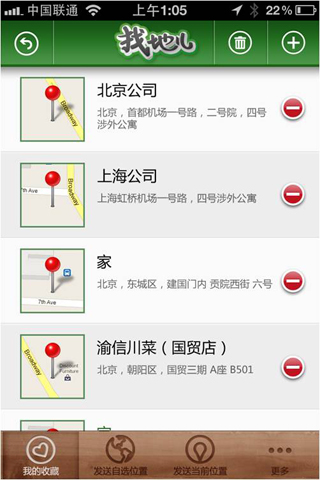 中国联通 上午1:05 22%
找地儿
Broadway
北京公司
北京，首都机场一号路，二号院，四号
涉外公寓
7th Ave
Broadway
上海公司
上海虹桥机场一号路，四号涉外公寓
7th Ave
家
北京，东城区，建国门内 贡院西街 六号
Broadway
Furniture
渝信川菜（国贸店）
北京，朝阳区，国贸三期 A座 B501
我的收藏
发送自选位置
发送当前位置
更多